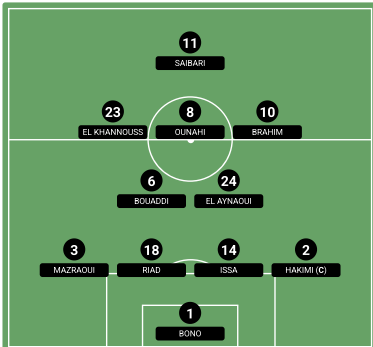 11
SAIBARI
23 8 10
EL KHANNOUSS OUNAHI BRAHIM
6 24
BOUADDI EL AYNAOUI
3 18 14 2
MAZRAOUI RIAD ISSA HAKIMI (C)
1
BONO